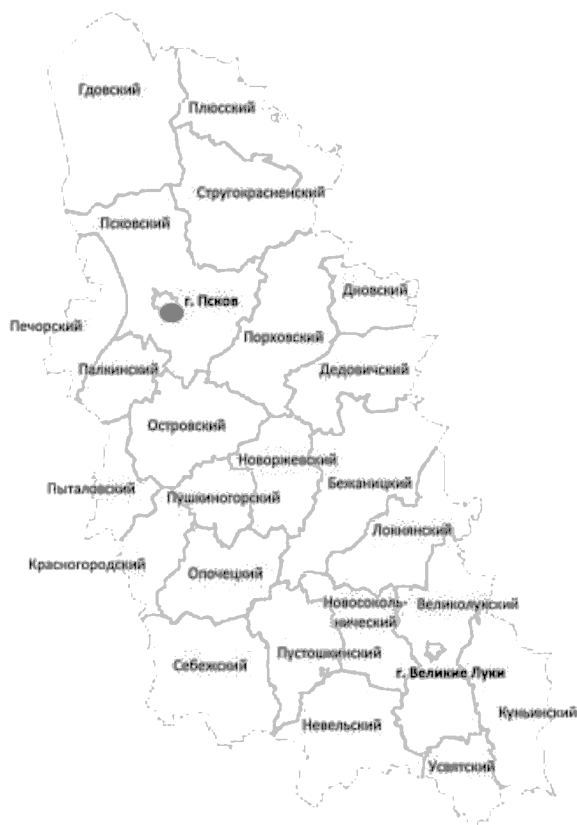 Гдовский
Плюсский
Стругокрасненский
Псковский
г. Псков
Дновский
Печорский
Порховский
Палкинский
Дедовичский
Островский
Новоржевский
Бежаницкий
Пыталовский
Пушкиногорский
Локнянский
Красногородский
Опочецкий
Новосоколь-
нический
Великолукский
Себежский
Пустошкинский
г. Великие Луки
Куньинский
Невельский
Усвятский